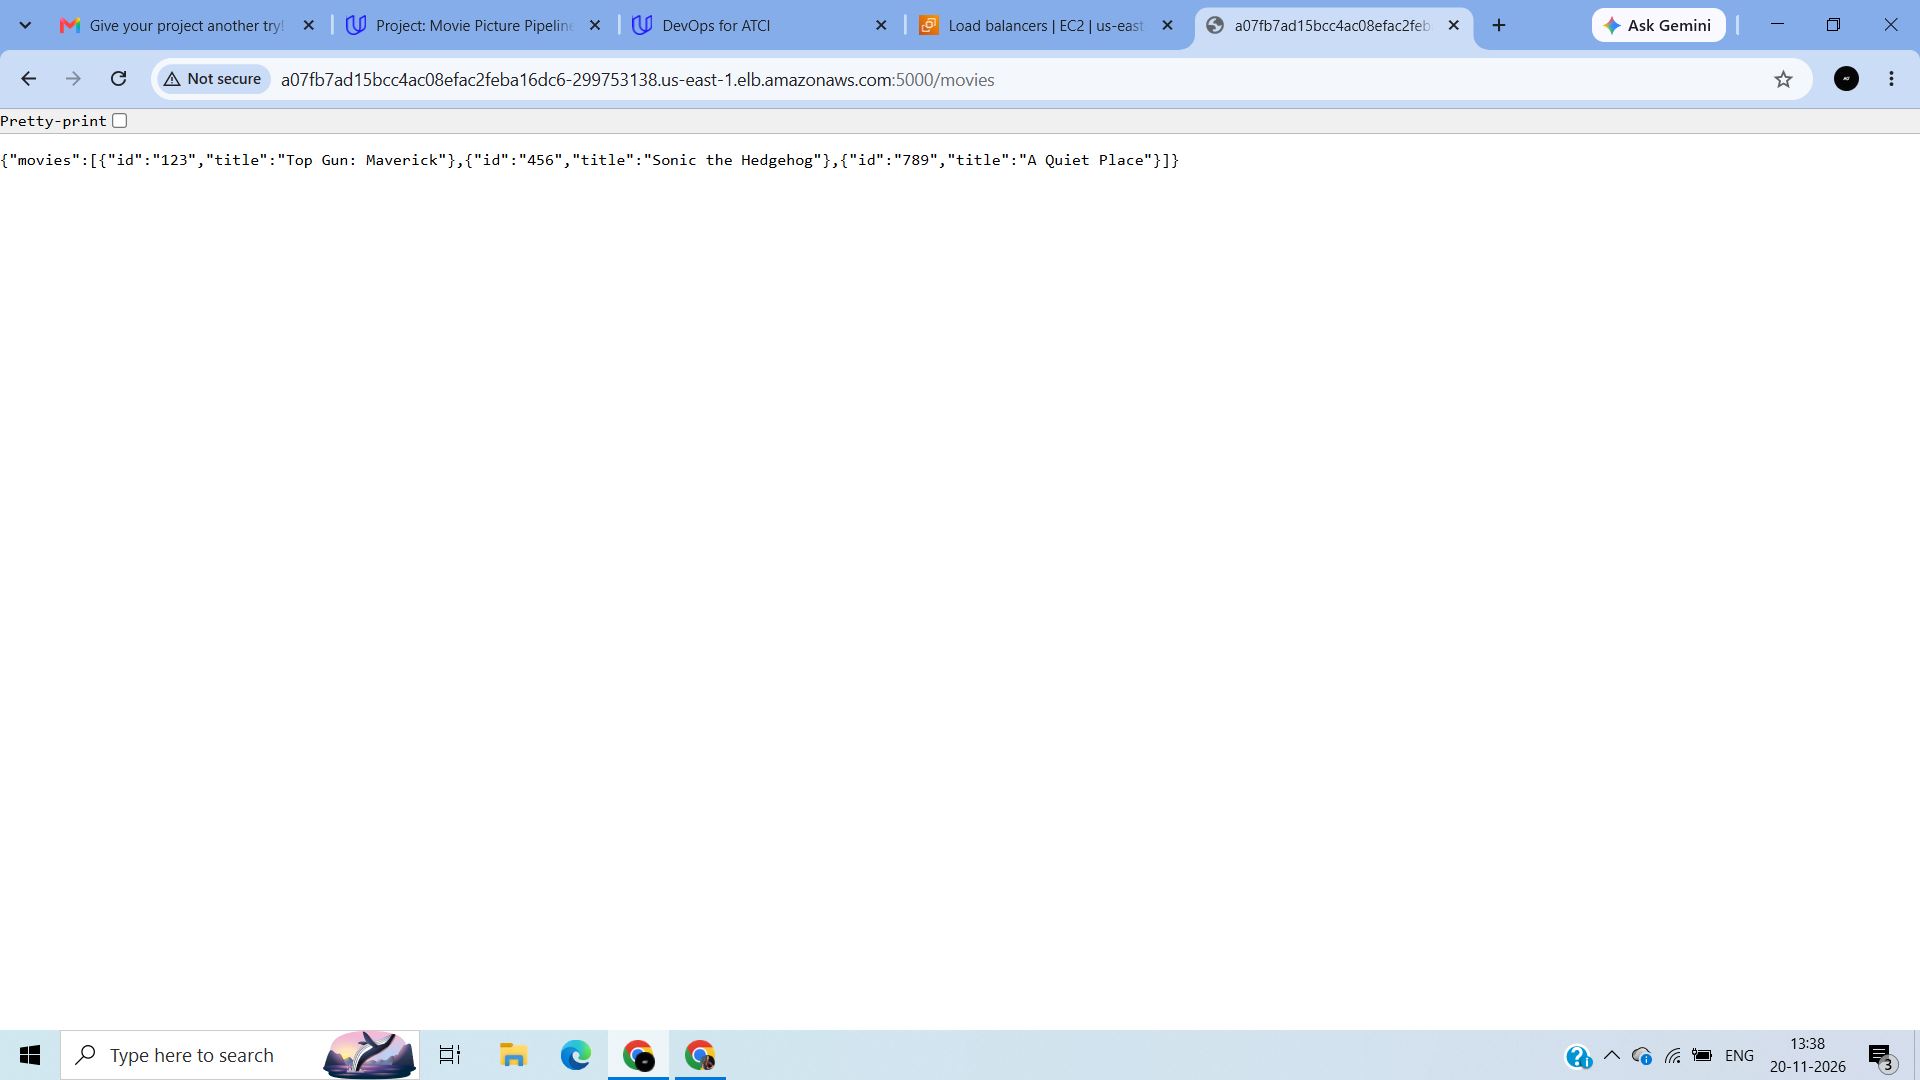 Give your project another try!
Project: Movie Picture Pipeline
DevOps for ATCI
Load balancers | EC2 | us-east
a07fb7ad15bcc4ac08efac2feb
Ask Gemini
Not secure
a07fb7ad15bcc4ac08efac2feba16dc6-299753138.us-east-1.elb.amazonaws.com:5000/movies
Pretty-print
{"movies":[{"id":"123","title":"Top Gun: Maverick"},{"id":"456","title":"Sonic the Hedgehog"},{"id":"789","title":"A Quiet Place"}]}
Type here to search
ENG
13:38
20-11-2026
3